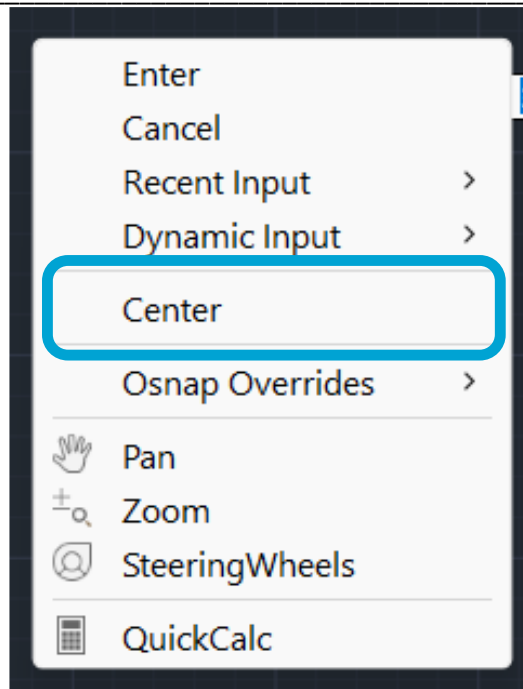 Enter
Cancel
Recent Input
Dynamic Input
Center
Osnap Overrides
Pan
Zoom
SteeringWheels
QuickCalc